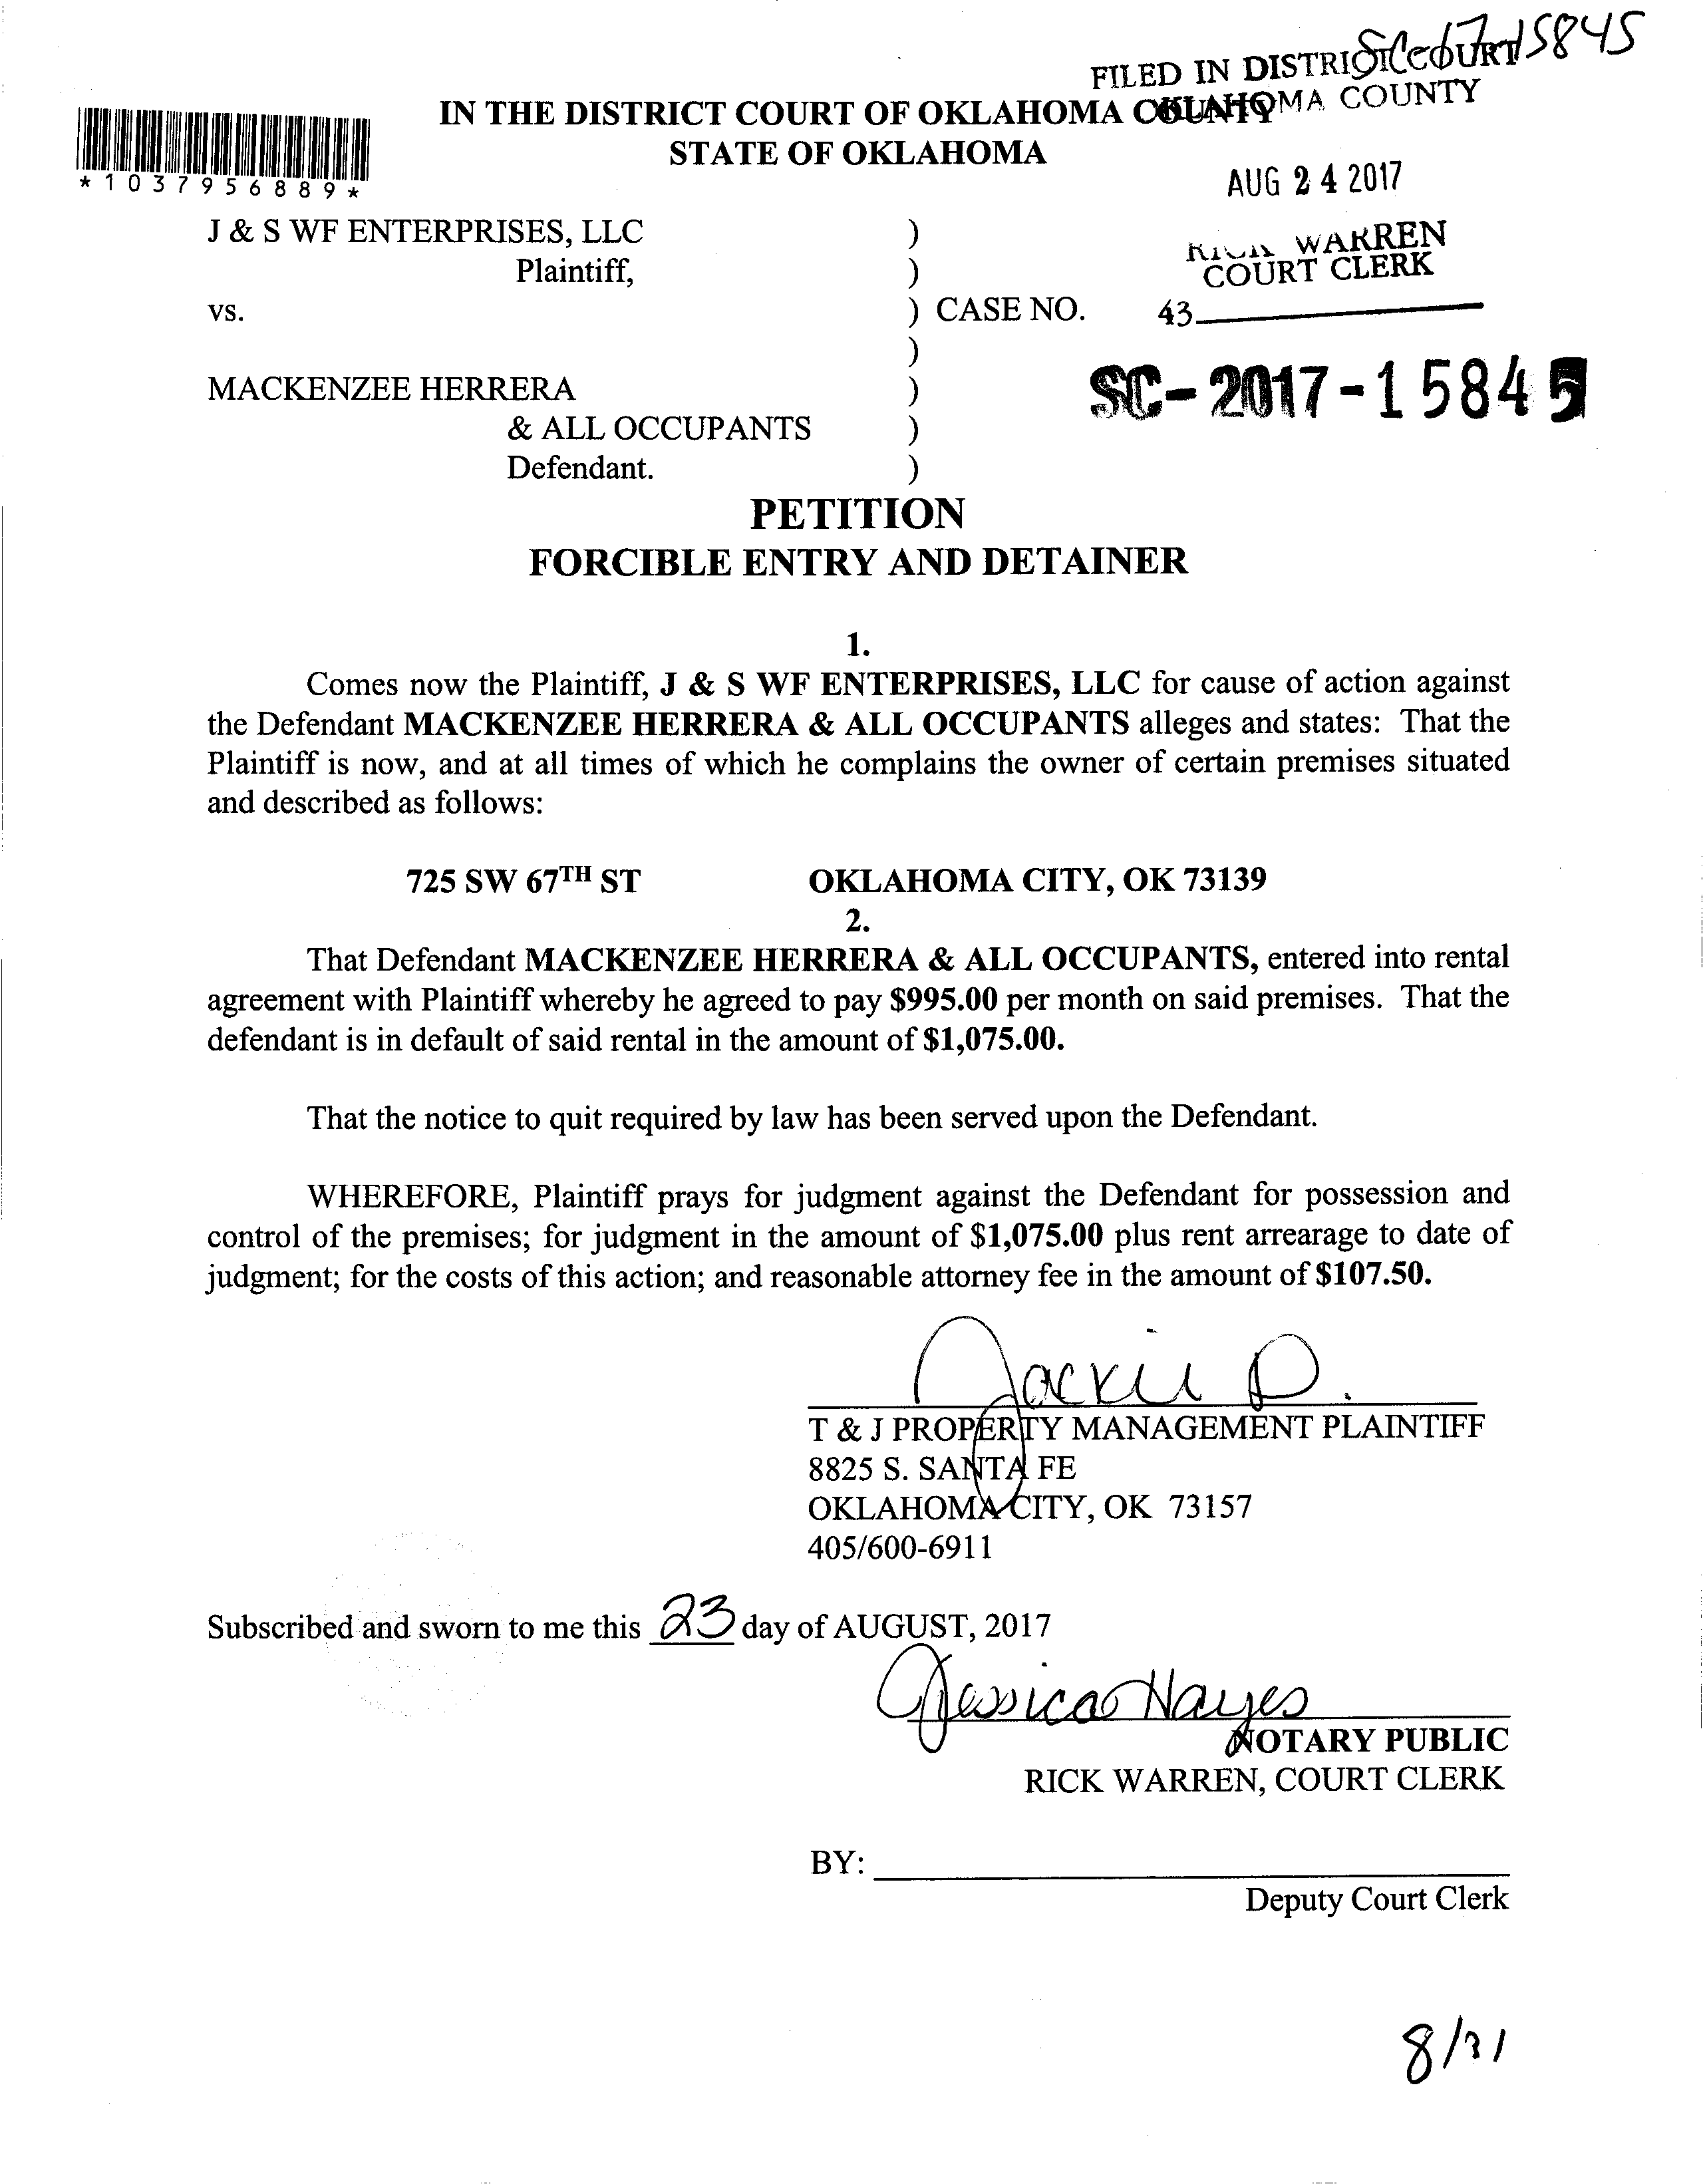 SC-17-15845
FILED IN DISTRICT COURT
OKLAHOMA COUNTY
IN THE DISTRICT COURT OF OKLAHOMA COUNTY
STATE OF OKLAHOMA
*1037956889*
AUG 24 2017
J & S WF ENTERPRISES, LLC )
Plaintiff, )
RICK WARREN
COURT CLERK
vs. ) CASE NO. 43
)
MACKENZEE HERRERA )
SC-2017-15845
& ALL OCCUPANTS )
Defendant. )
PETITION
FORCIBLE ENTRY AND DETAINER
1.
Comes now the Plaintiff, J & S WF ENTERPRISES, LLC for cause of action against
the Defendant MACKENZEE HERRERA & ALL OCCUPANTS alleges and states: That the
Plaintiff is now, and at all times of which he complains the owner of certain premises situated
and described as follows:
725 SW 67TH ST OKLAHOMA CITY, OK 73139
2.
That Defendant MACKENZEE HERRERA & ALL OCCUPANTS, entered into rental
agreement with Plaintiff whereby he agreed to pay $995.00 per month on said premises. That the
defendant is in default of said rental in the amount of $1,075.00.
That the notice to quit required by law has been served upon the Defendant.
WHEREFORE, Plaintiff prays for judgment against the Defendant for possession and
control of the premises; for judgment in the amount of $1,075.00 plus rent arrearage to date of
judgment; for the costs of this action; and reasonable attorney fee in the amount of $107.50.
Jackie D.
T & J PROPERTY MANAGEMENT PLAINTIFF
8825 S. SANTA FE
OKLAHOMA CITY, OK 73157
405/600-6911
Subscribed and sworn to me this 23 day of AUGUST, 2017
Jessica Hayes
NOTARY PUBLIC
RICK WARREN, COURT CLERK
BY:
Deputy Court Clerk
8/31